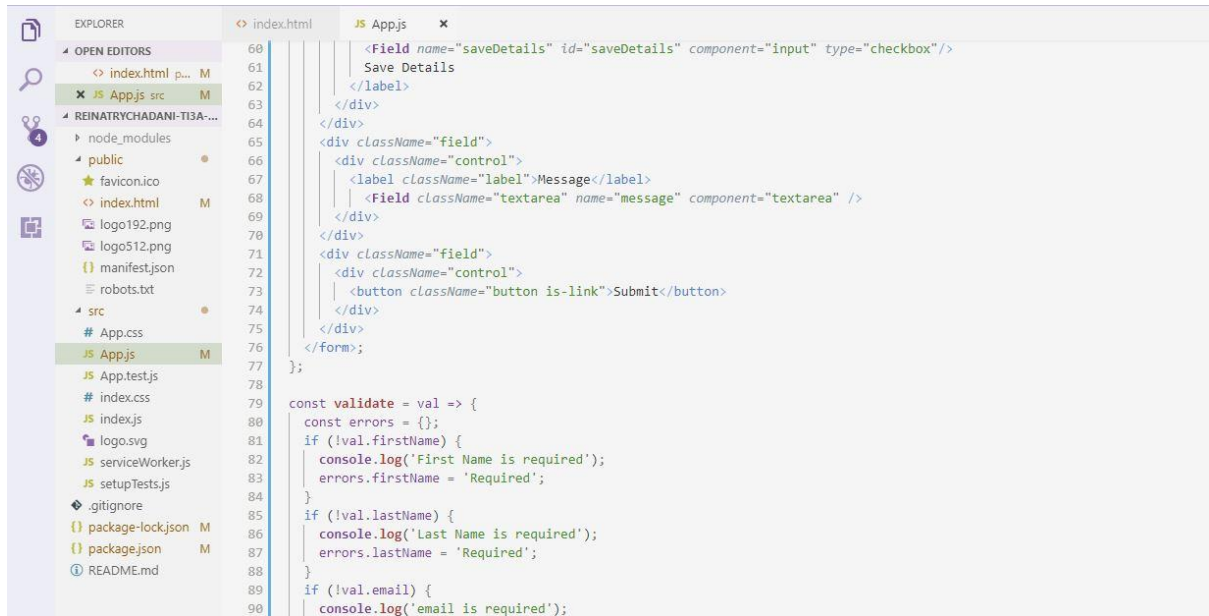 EXPLORER
OPEN EDITORS
<> index.html p... M
JS App.js src M
REINATRYCHADANI-TI3A-...
node_modules
public
favicon.ico
<> index.html M
logo192.png
logo512.png
{} manifest.json
robots.txt
src
# App.css
JS App.js M
JS App.test.js
# index.css
JS index.js
logo.svg
JS serviceWorker.js
JS setupTests.js
.gitignore
{} package-lock.json M
{} package.json M
README.md
4
<> index.html JS App.js ×
60 <Field name="saveDetails" id="saveDetails" component="input" type="checkbox"/>
61 Save Details
62 </label>
63 </div>
64 </div>
65 <div className="field">
66 <div className="control">
67 <label className="label">Message</label>
68 <Field className="textarea" name="message" component="textarea" />
69 </div>
70 </div>
71 <div className="field">
72 <div className="control">
73 <button className="button is-link">Submit</button>
74 </div>
75 </div>
76 </form>;
77 };
78
79 const validate = val => {
80 const errors = {};
81 if (!val.firstName) {
82 console.log('First Name is required');
83 errors.firstName = 'Required';
84 }
85 if (!val.lastName) {
86 console.log('Last Name is required');
87 errors.lastName = 'Required';
88 }
89 if (!val.email) {
90 console.log('email is required');